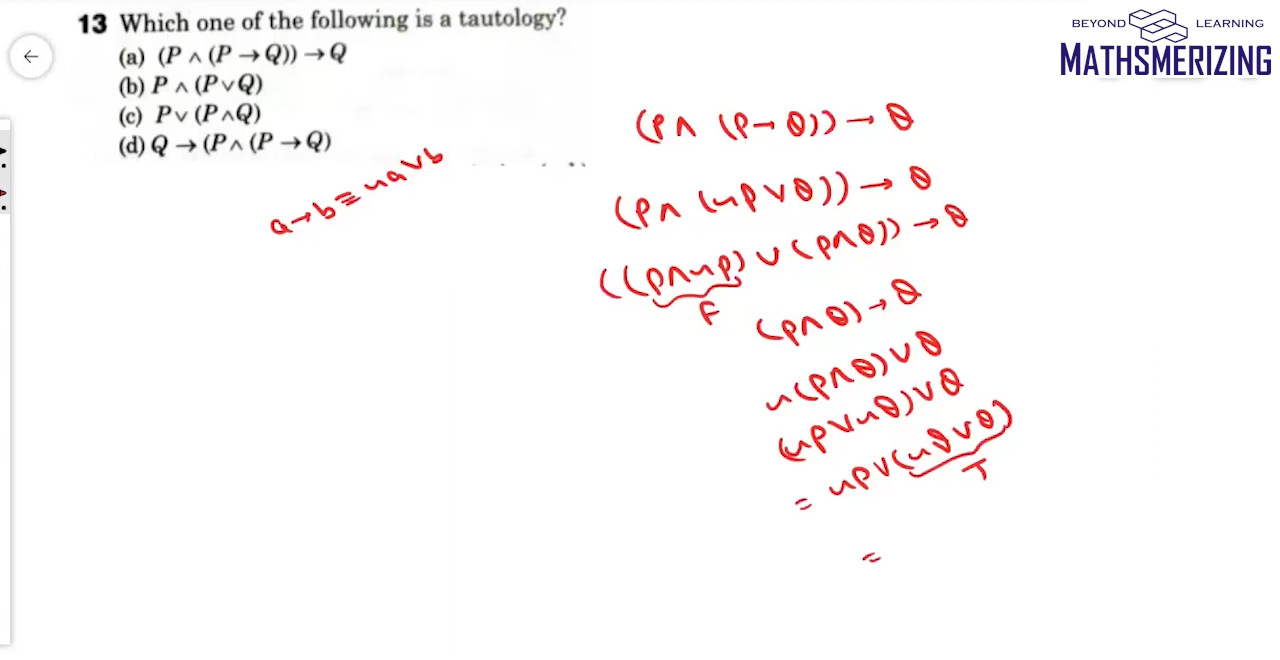 13 Which one of the following is a tautology?
(a) (P ∧ (P → Q)) → Q
(b) P ∧ (P ∨ Q)
(c) P ∨ (P ∧ Q)
(d) Q → (P ∧ (P → Q)
BEYOND LEARNING
MATHSMERIZING
a → b ≡ ~a ∨ b
(P ∧ (P → Q)) → Q
(P ∧ (~P ∨ Q)) → Q
((P ∧ ~P) ∨ (P ∧ Q)) → Q
F
(P ∧ Q) → Q
~(P ∧ Q) ∨ Q
(~P ∨ ~Q) ∨ Q
= ~P ∨ (~Q ∨ Q)
T
=